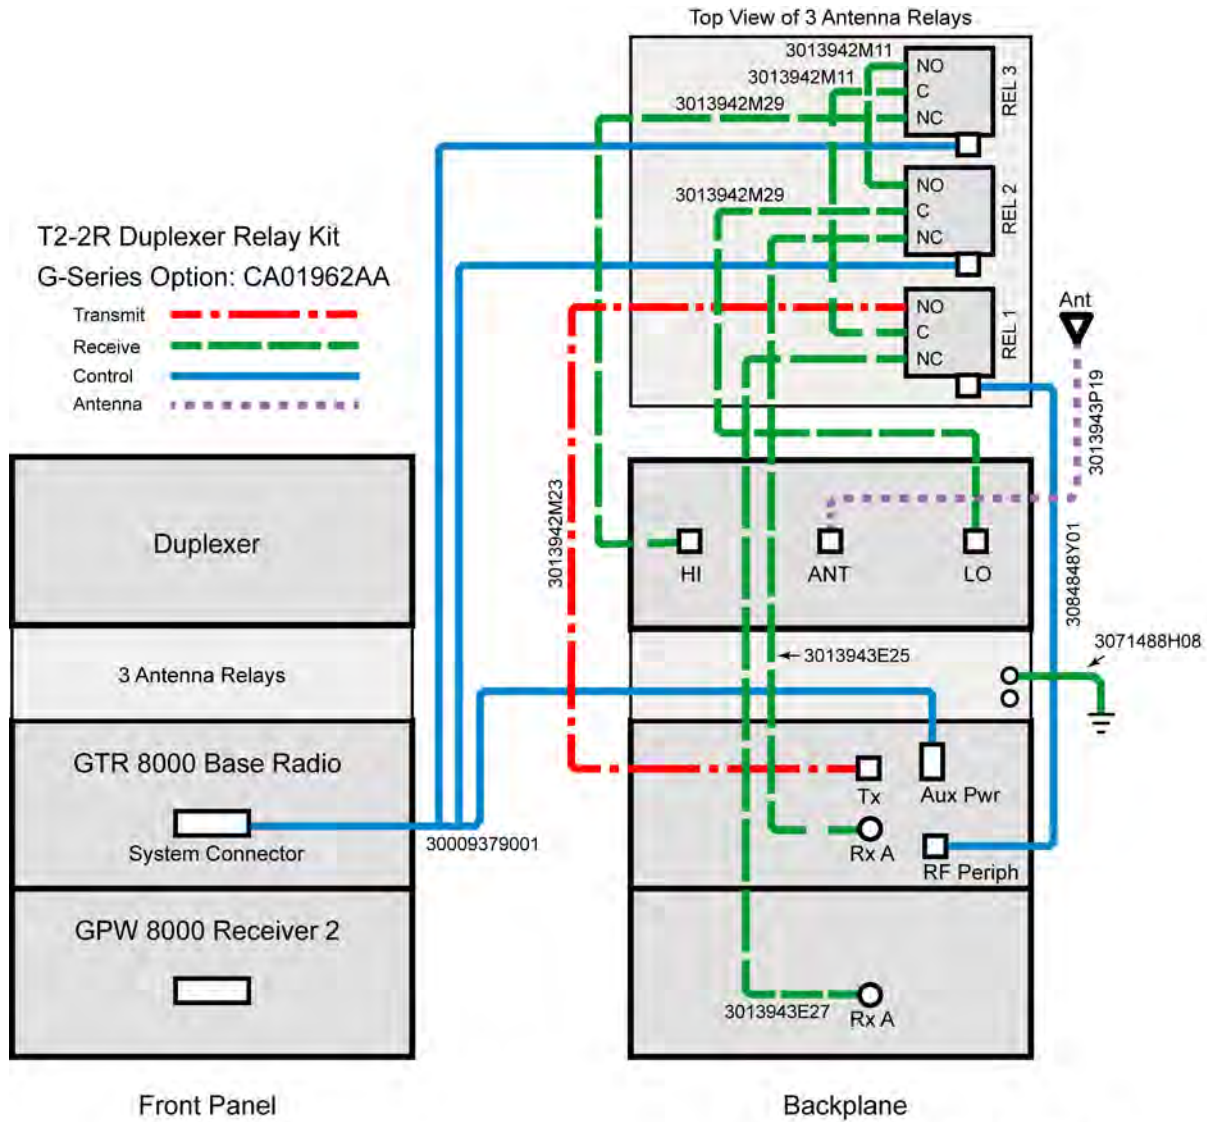 Top View of 3 Antenna Relays
3013942M11
3013942M11
3013942M29
NO
C
NC
REL 3
3013942M29
NO
C
NC
REL 2
T2-2R Duplexer Relay Kit
G-Series Option: CA01962AA
Transmit
Receive
Control
Antenna
NO
C
NC
REL 1
Ant
3013943P19
3013942M23
3084848Y01
Duplexer
HI
ANT
LO
3 Antenna Relays
3013943E25
3071488H08
GTR 8000 Base Radio
System Connector
30009379001
Tx
Aux Pwr
Rx A
RF Periph
GPW 8000 Receiver 2
3013943E27
Rx A
Front Panel
Backplane